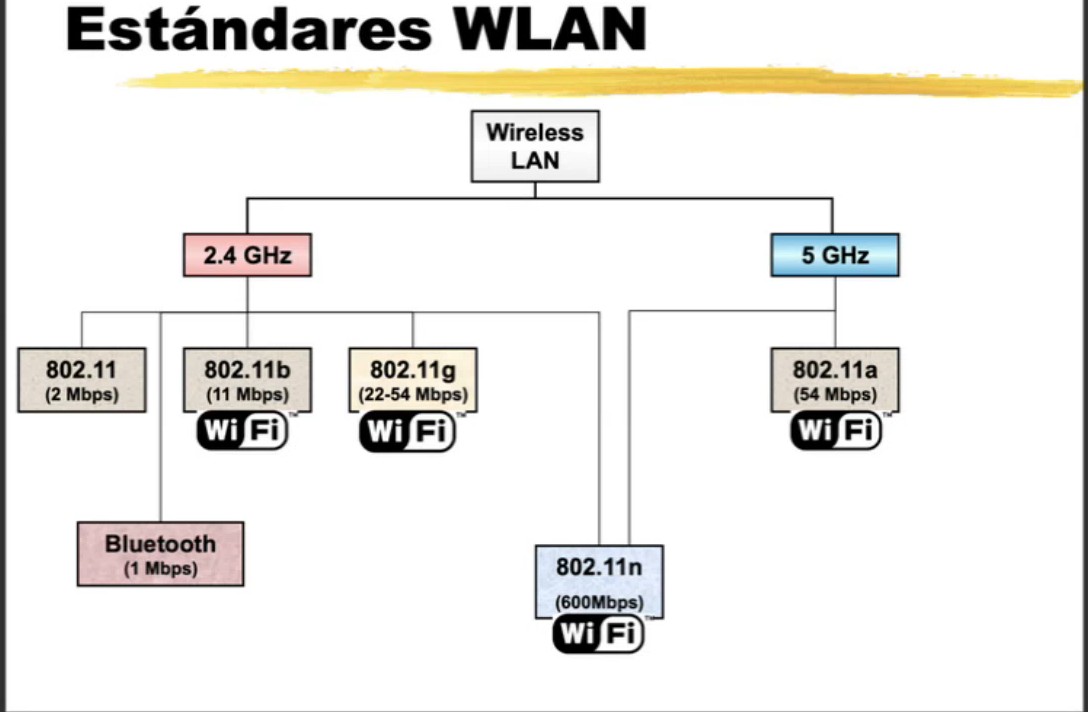 Estándares WLAN
Wireless
LAN
2.4 GHz
5 GHz
802.11
(2 Mbps)
802.11b
(11 Mbps)
Wi Fi™
802.11g
(22-54 Mbps)
Wi Fi™
802.11a
(54 Mbps)
Wi Fi™
Bluetooth
(1 Mbps)
802.11n
(600Mbps)
Wi Fi™